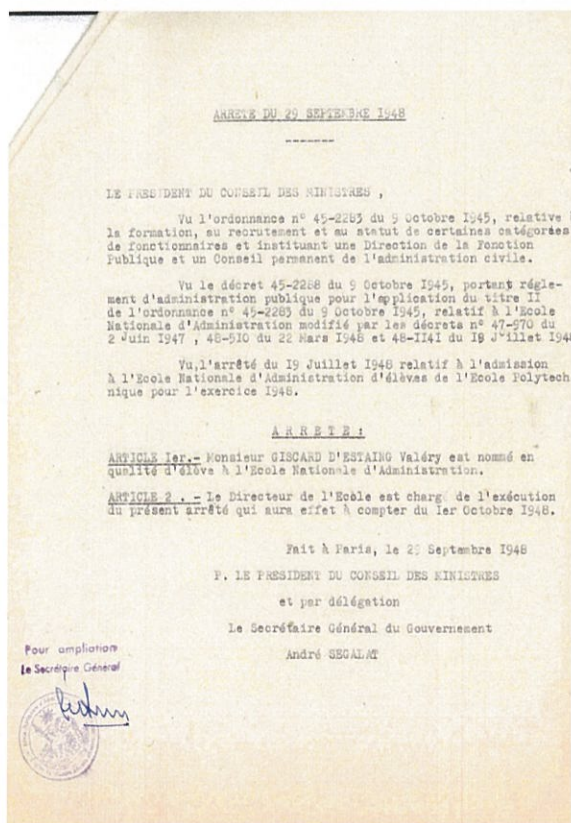 ARRETE DU 29 SEPTEMBRE 1948
LE PRESIDENT DU CONSEIL DES MINISTRES ,
Vu l'ordonnance n° 45-2283 du 9 Octobre 1945, relative
la formation, au recrutement et au statut de certaines catégories
de fonctionnaires et instituant une Direction de la Fonction
Publique et un Conseil permanent de l'administration civile.
Vu le décret 45-2288 du 9 Octobre 1945, portant régle-
ment d'administration publique pour l'application du titre II
de l'ordonnance n° 45-2283 du 9 Octobre 1945, relatif à l'Ecole
Nationale d'Administration modifié par les décrets n° 47-970 du
2 Juin 1947 , 48-510 du 22 Mars 1948 et 48-1141 du 19 Juillet 1948
Vu,l'arrêté du 19 Juillet 1948 relatif à l'admission
à l'Ecole Nationale d'Administration d'élèves de l'Ecole Polytech
nique pour l'exercice 1948.
A R R E T E :
ARTICLE Ier.- Monsieur GISCARD D'ESTAING Valéry est nommé en
qualité d'élève à l'Ecole Nationale d'Administration.
ARTICLE 2 . - Le Directeur de l'Ecole est chargé de l'exécution
du présent arrêté qui aura effet à compter du Ier Octobre 1948.
Fait à Paris, le 29 Septembre 1948
P. LE PRESIDENT DU CONSEIL DES MINISTRES
et par délégation
Le Secrétaire Général du Gouvernement
André SEGALAT
Pour ampliation
Le Secrétaire Général